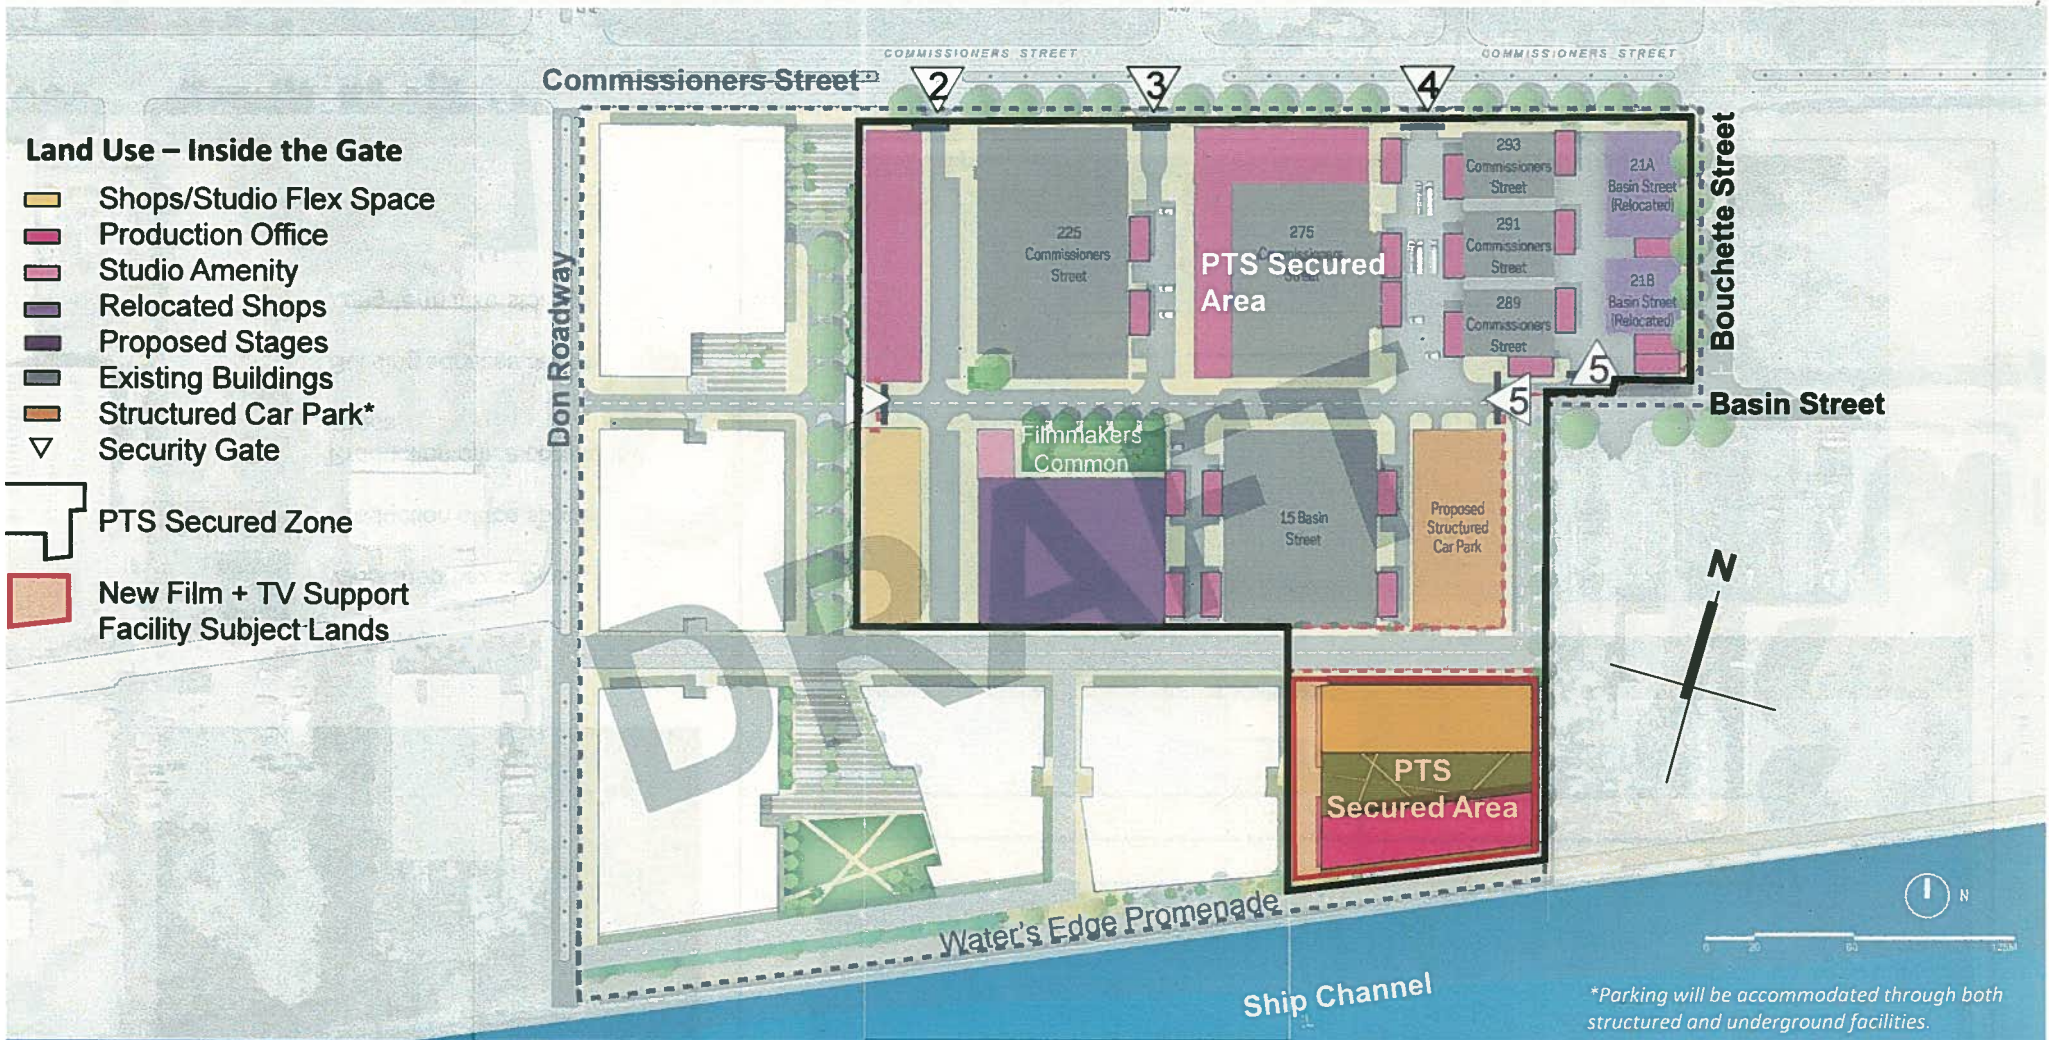 COMMISSIONERS STREET
COMMISSIONERS STREET
Commissioners Street
2
3
4
Land Use – Inside the Gate
Shops/Studio Flex Space
Production Office
Studio Amenity
Relocated Shops
Proposed Stages
Existing Buildings
Structured Car Park*
Security Gate
PTS Secured Zone
New Film + TV Support
Facility Subject Lands
Don Roadway
225
Commissioners
Street
275
PTS Secured
Area
293
Commissioners
Street
291
Commissioners
Street
289
Commissioners
Street
21A
Basin Street
(Relocated)
21B
Basin Street
(Relocated)
Bouchette Street
5
5
Basin Street
Filmmakers
Common
15 Basin
Street
Proposed
Structured
Car Park
DRAFT
N
PTS
Secured Area
Water's Edge Promenade
Ship Channel
N
0 20 60 125M
*Parking will be accommodated through both
structured and underground facilities.